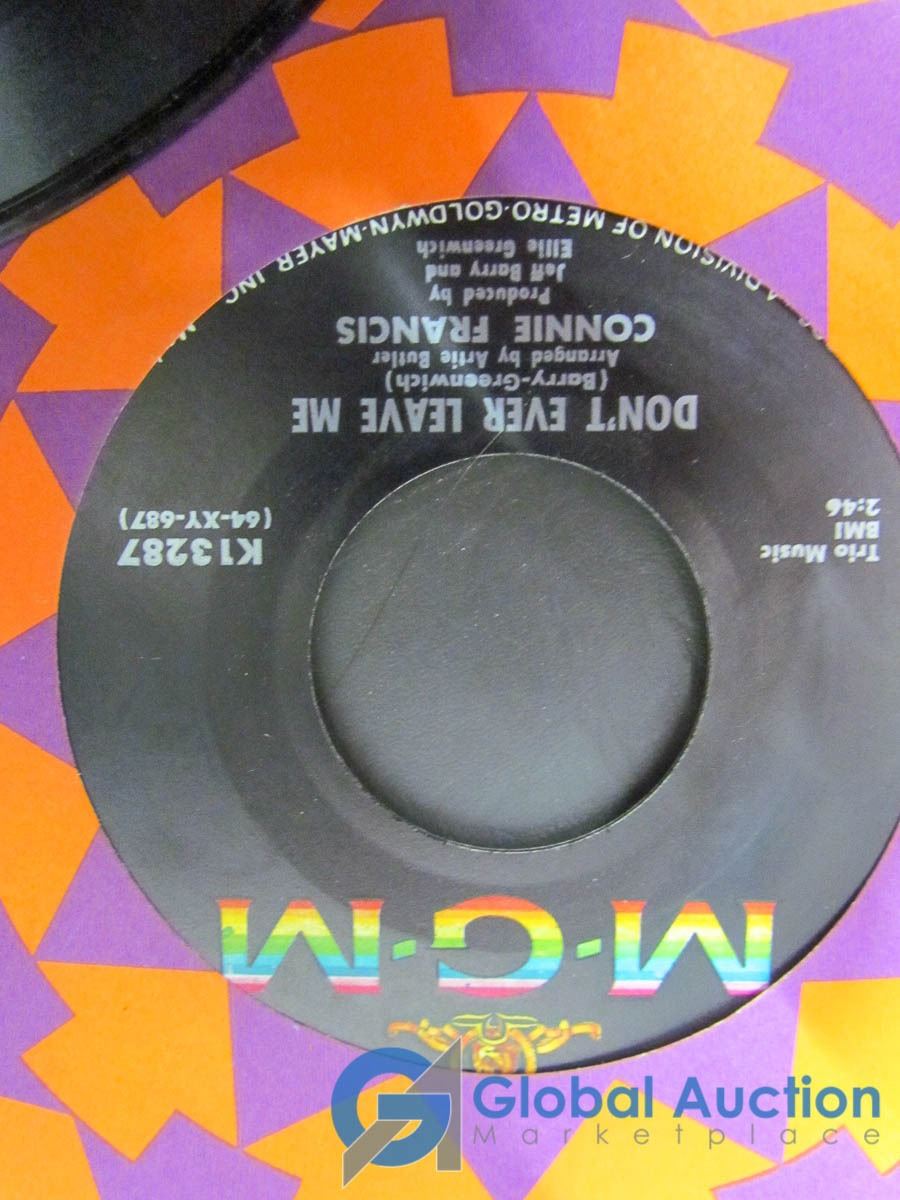 M·G·M
Trio Music
BMI
2:46
K13287
(64-XY-687)
DON'T EVER LEAVE ME
(Barry-Greenwich)
Arranged by Artie Butler
CONNIE FRANCIS
Produced by
Jeff Barry and
Ellie Greenwich
A DIVISION OF METRO-GOLDWYN-MAYER INC.
Global Auction
Marketplace